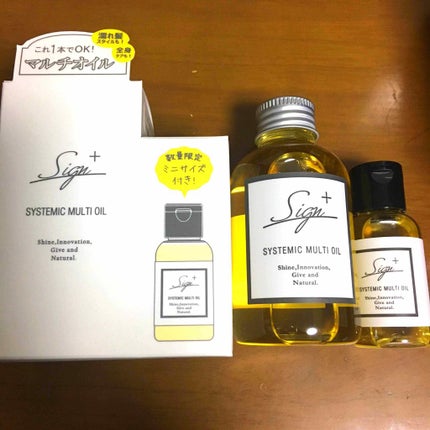 濡れ髪
スタイルも!
全身
ケアも!
これ1本でOK!
マルチオイル
Sign+
SYSTEMIC MULTI OIL
Shine,Innovation,
Give and
Natural.
数量限定
ミニサイズ
付き!
Sign+
SYSTEMIC MULTI OIL
Shine,Innovation,
Give and
Natural.
Sign+
SYSTEMIC MULTI OIL
Shine,Innovation,
Give and
Natural.
Sign+
SYSTEMIC MULTI OIL
Shine,Innovation,
Give and
Natural.